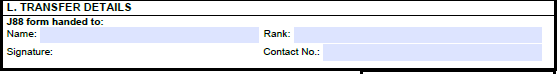 L. TRANSFER DETAILS
J88 form handed to:
Name: Rank:
Signature: Contact No.: